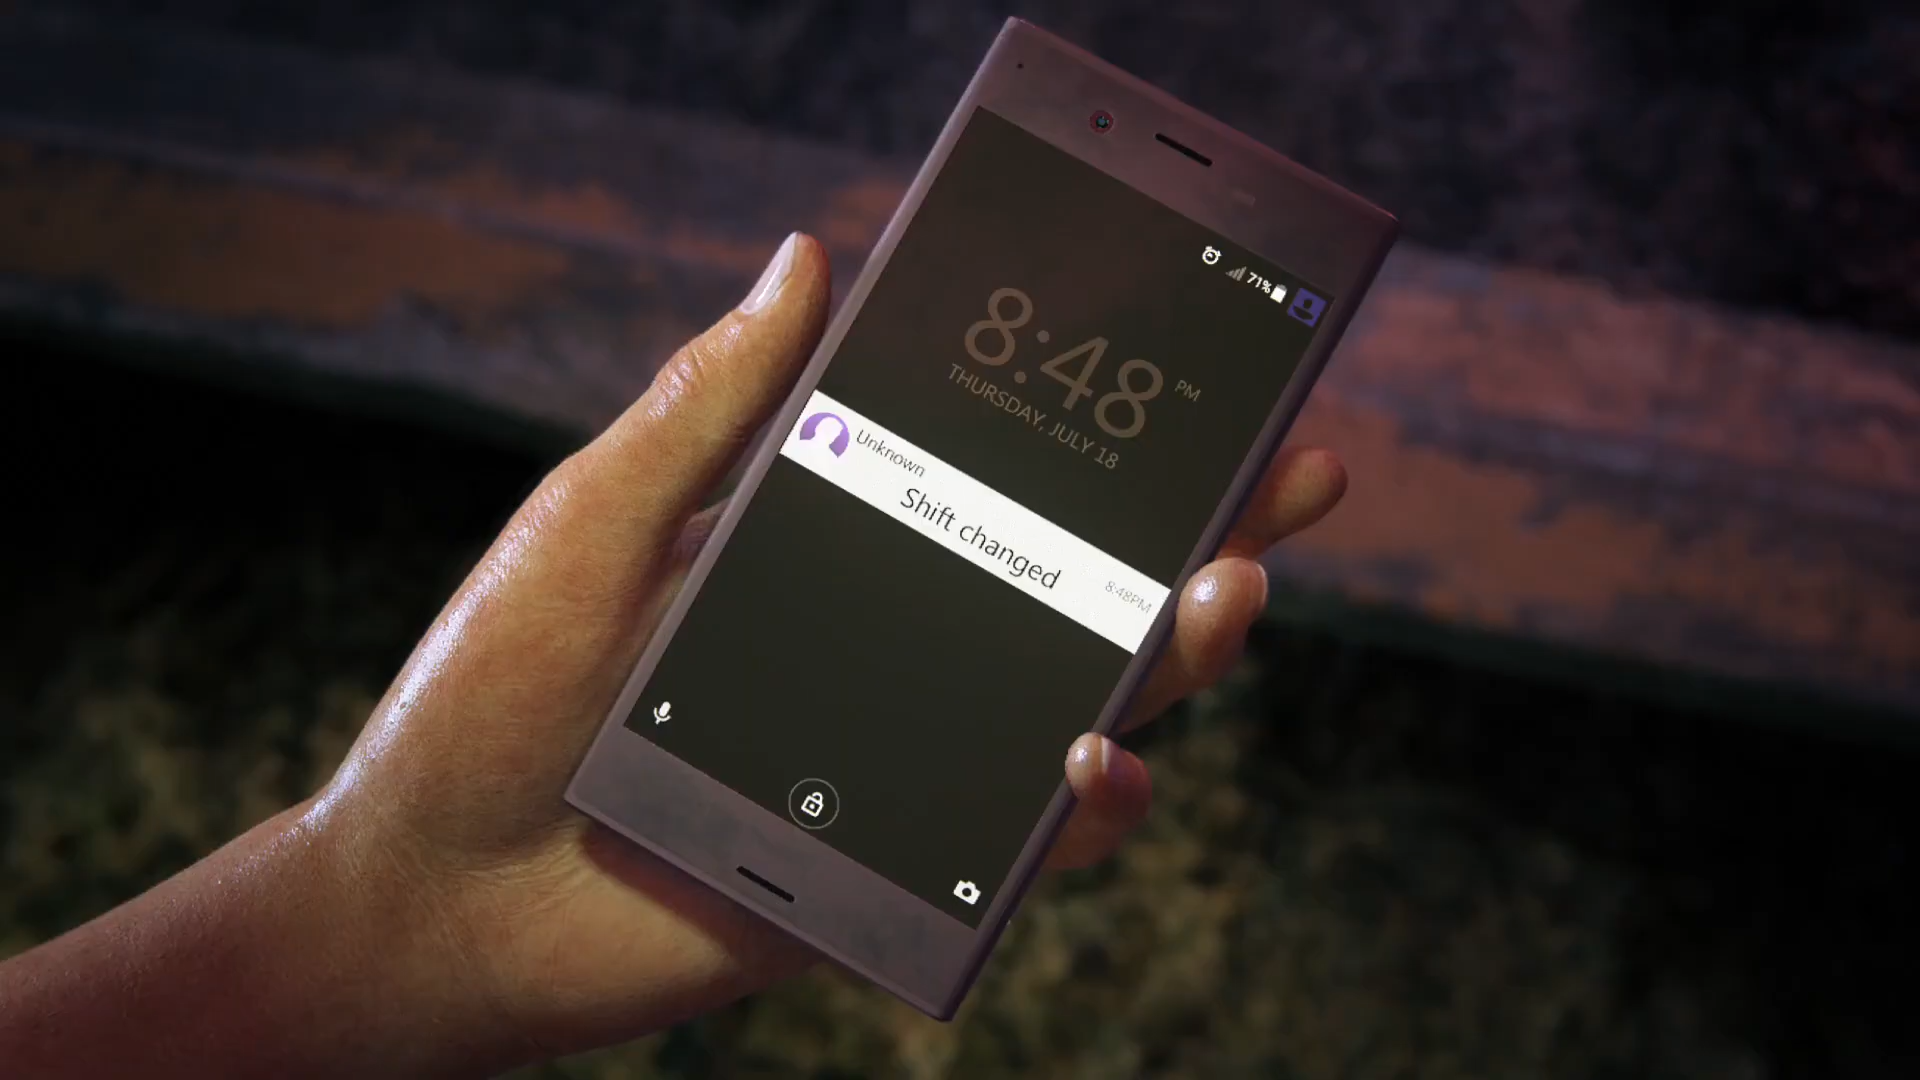 71%
8:48 PM
THURSDAY, JULY 18
Unknown
Shift changed
8:48PM